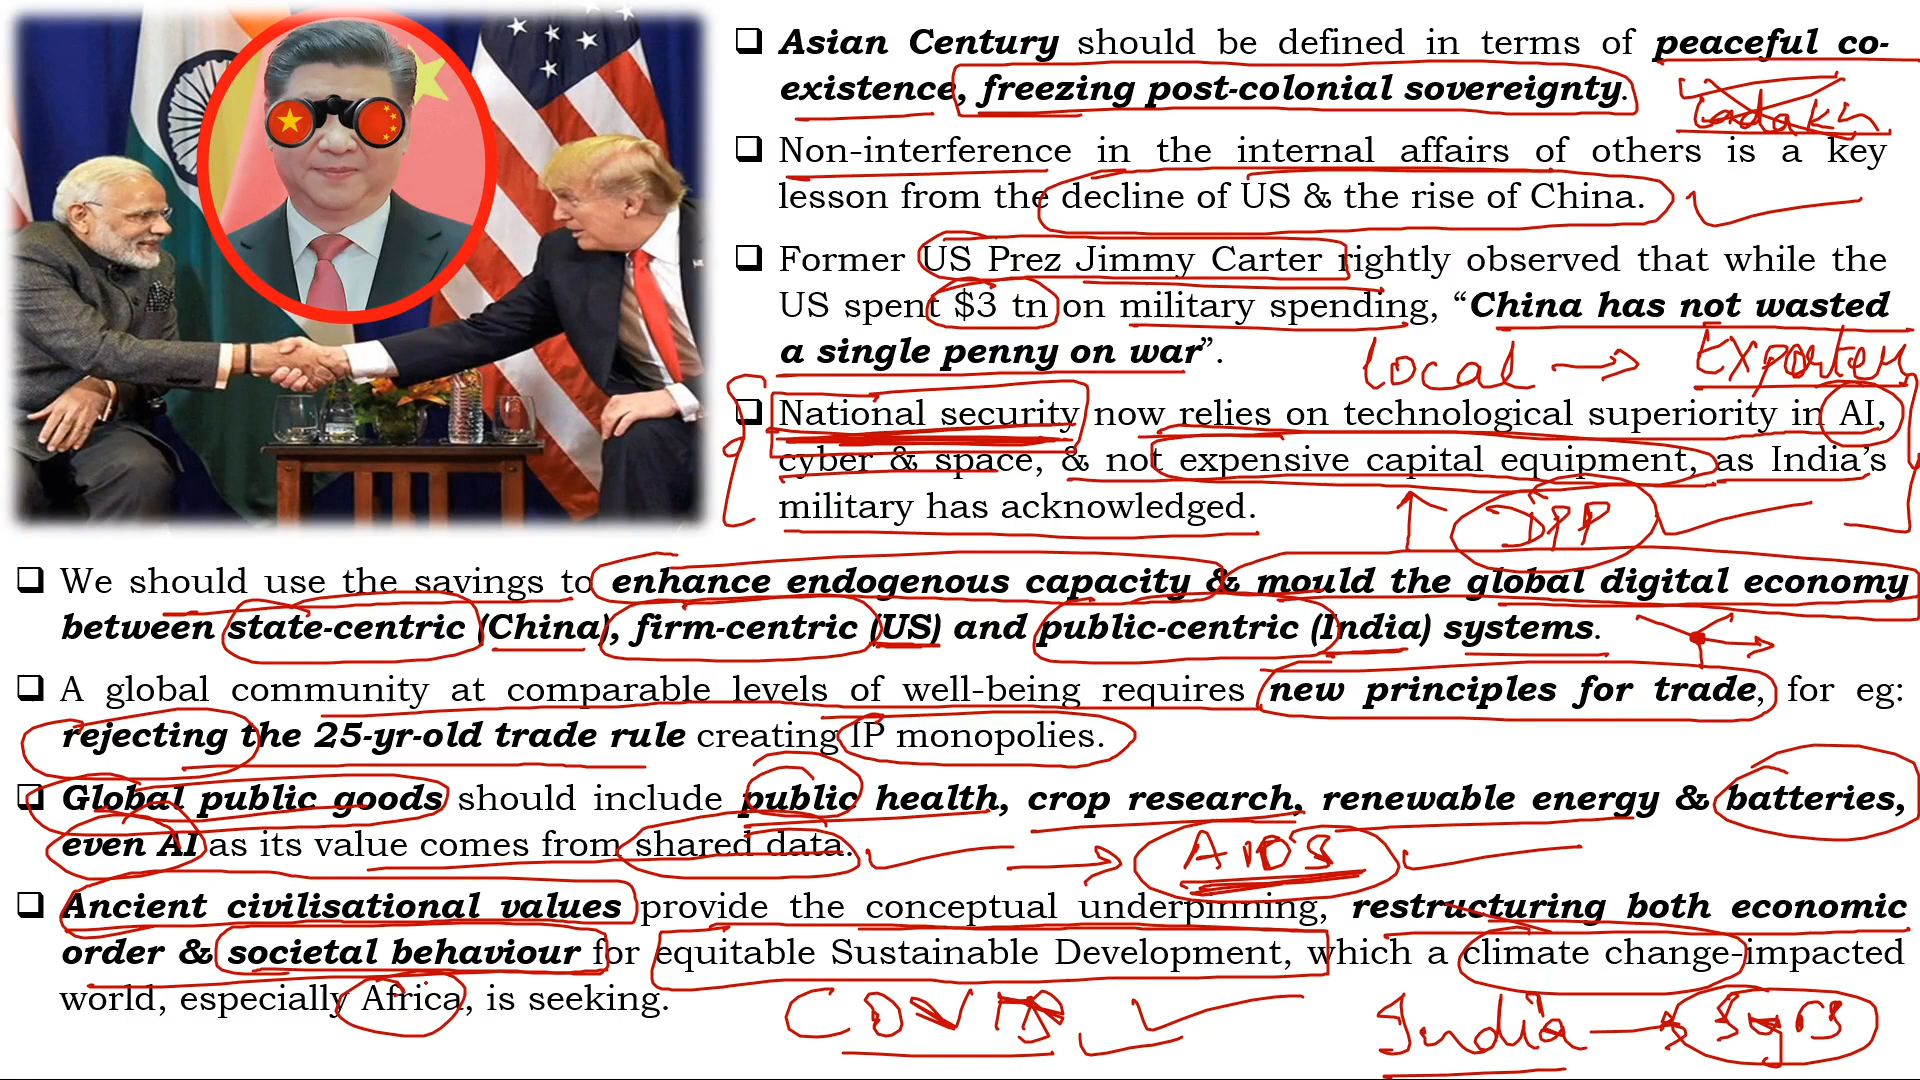 ❑ Asian Century should be defined in terms of peaceful co-
existence, freezing post-colonial sovereignty.
Ladakh
❑ Non-interference in the internal affairs of others is a key
lesson from the decline of US & the rise of China.
❑ Former US Prez Jimmy Carter rightly observed that while the
US spent $3 tn on military spending, “China has not wasted
a single penny on war”.
local → Exporter
❑ National security now relies on technological superiority in AI,
cyber & space, & not expensive capital equipment, as India’s
military has acknowledged.
↑ DPP
❑ We should use the savings to enhance endogenous capacity & mould the global digital economy
between state-centric (China), firm-centric (US) and public-centric (India) systems.
❑ A global community at comparable levels of well-being requires new principles for trade, for eg:
rejecting the 25-yr-old trade rule creating IP monopolies.
❑ Global public goods should include public health, crop research, renewable energy & batteries,
even AI as its value comes from shared data.
→ AIDS
❑ Ancient civilisational values provide the conceptual underpinning, restructuring both economic
order & societal behaviour for equitable Sustainable Development, which a climate change-impacted
world, especially Africa, is seeking.
COVID
India → 3yrs